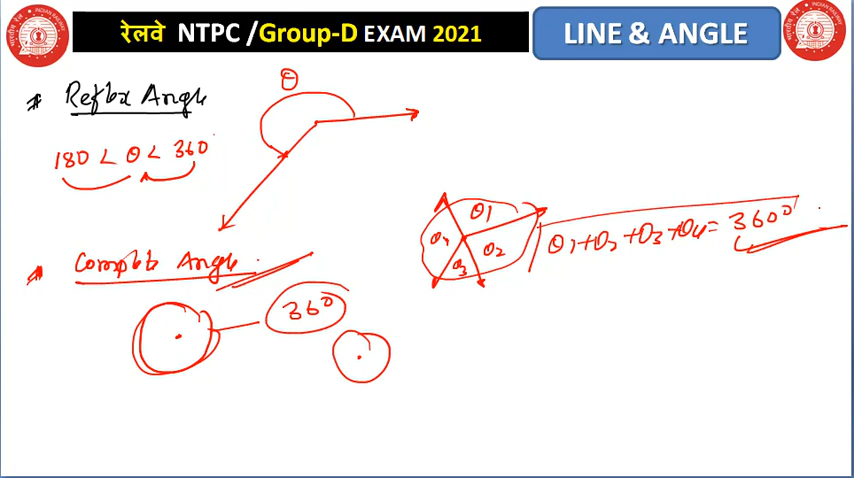 रेलवे NTPC /Group-D EXAM 2021
LINE & ANGLE
Reflex Angle
θ
180 < θ < 360
θ1
θ2
θ3
θ4
θ1+θ2+θ3+θ4=360°
Complete Angle
360